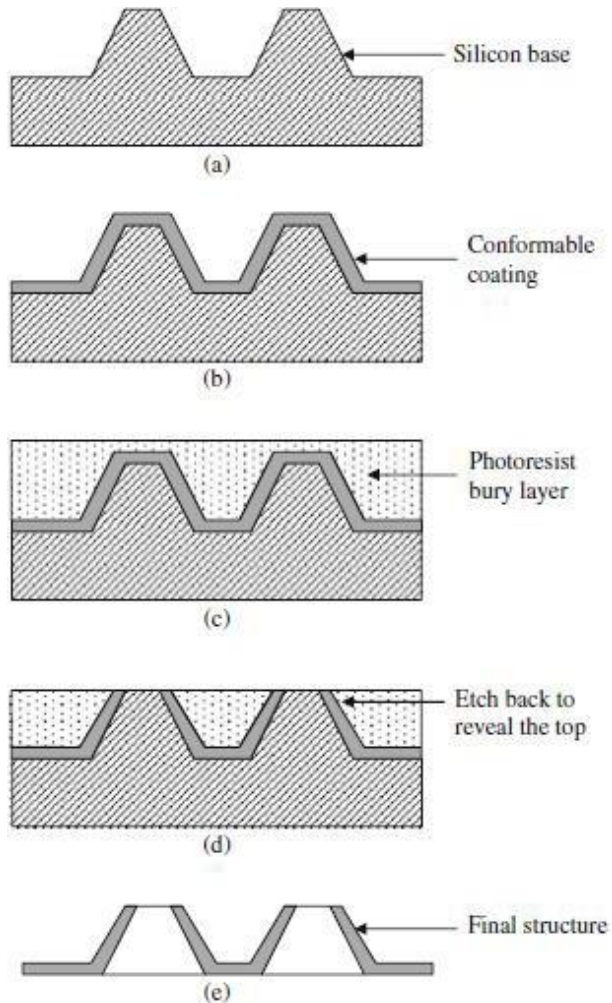 Silicon base
(a)
Conformable
coating
(b)
Photoresist
bury layer
(c)
Etch back to
reveal the top
(d)
Final structure
(e)